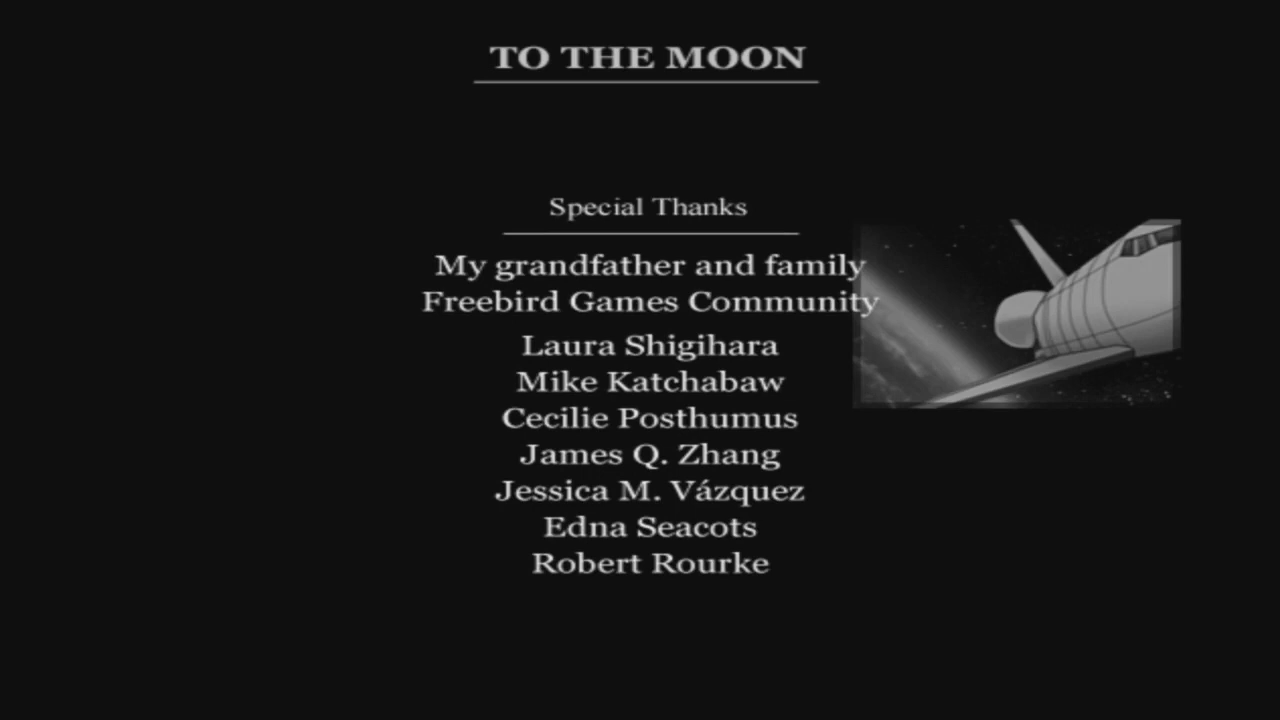 TO THE MOON
Special Thanks
My grandfather and family
Freebird Games Community
Laura Shigihara
Mike Katchabaw
Cecilie Posthumus
James Q. Zhang
Jessica M. Vázquez
Edna Seacots
Robert Rourke